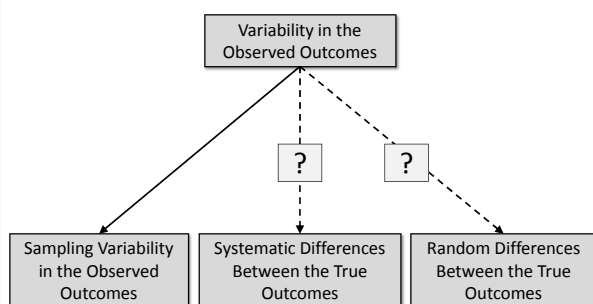 Variability in the
Observed Outcomes
?
?
Sampling Variability
in the Observed
Outcomes
Systematic Differences
Between the True
Outcomes
Random Differences
Between the True
Outcomes